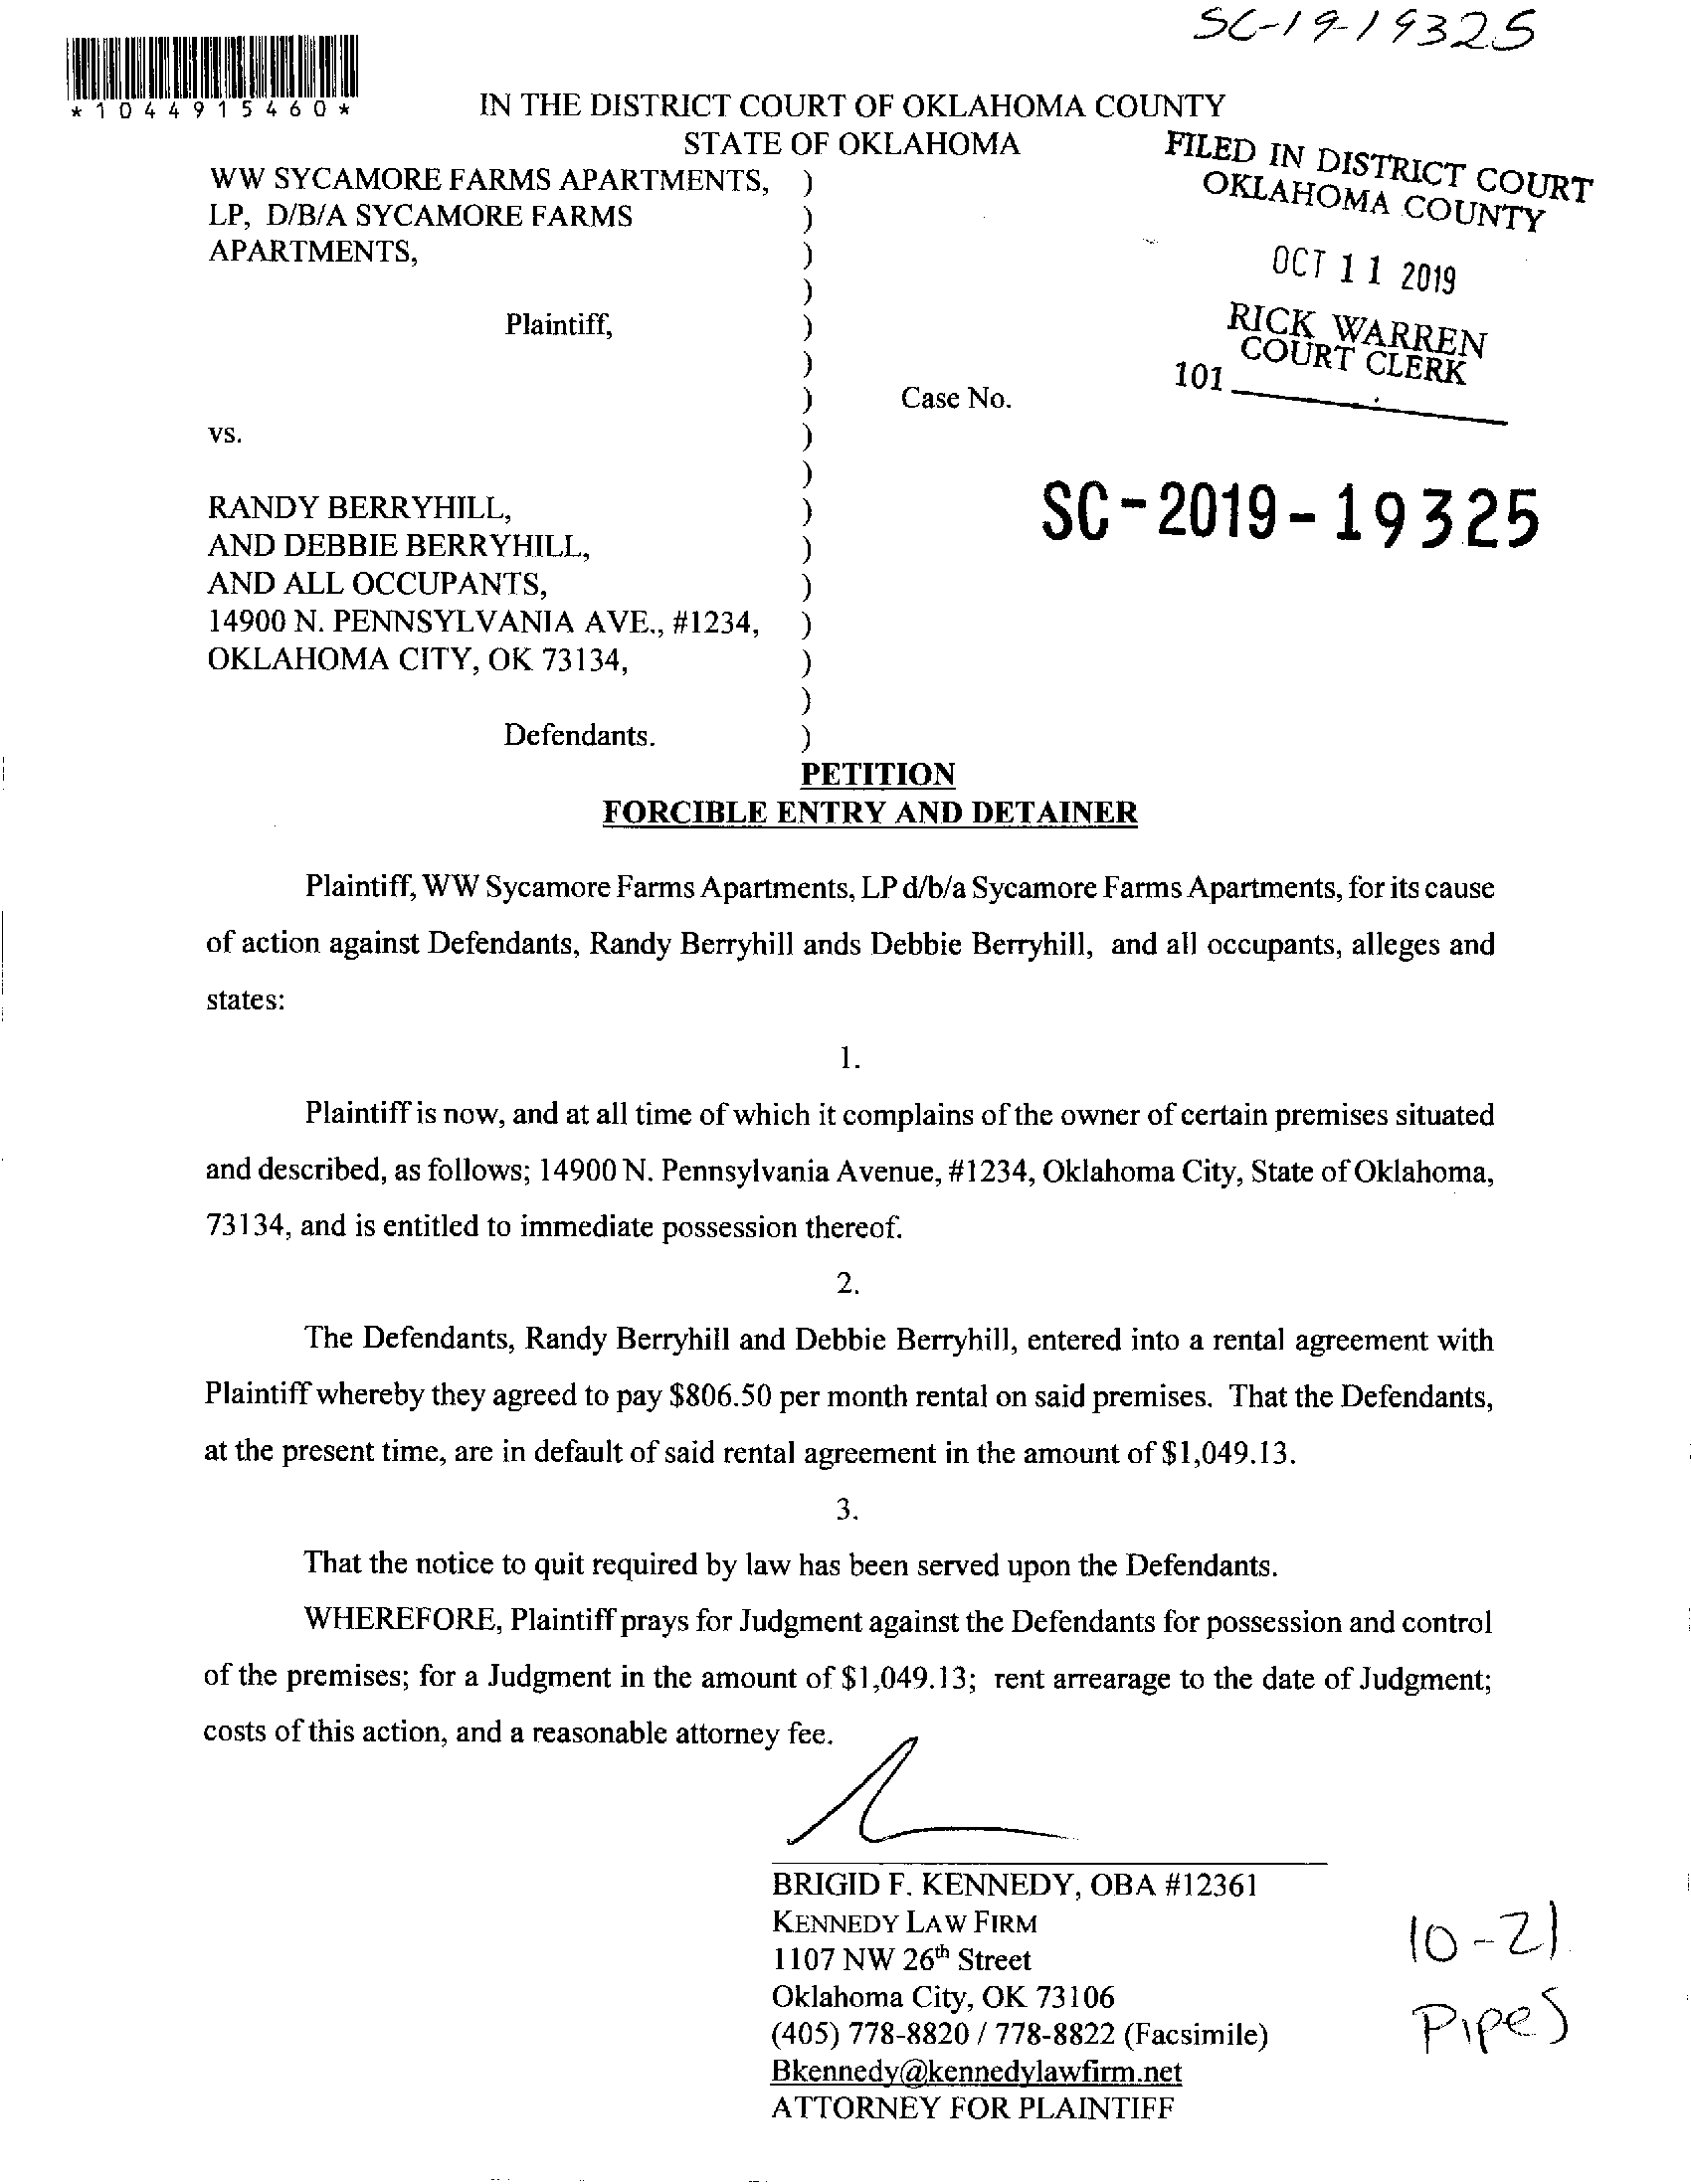 SC-19-19325
*1044915460*
IN THE DISTRICT COURT OF OKLAHOMA COUNTY
STATE OF OKLAHOMA
FILED IN DISTRICT COURT
OKLAHOMA COUNTY
OCT 11 2019
RICK WARREN
COURT CLERK
101
WW SYCAMORE FARMS APARTMENTS, )
LP, D/B/A SYCAMORE FARMS )
APARTMENTS, )
)
Plaintiff, )
)
) Case No.
vs. )
)
RANDY BERRYHILL, )
SC-2019-19325
AND DEBBIE BERRYHILL, )
AND ALL OCCUPANTS, )
14900 N. PENNSYLVANIA AVE., #1234, )
OKLAHOMA CITY, OK 73134, )
)
Defendants. )
PETITION
FORCIBLE ENTRY AND DETAINER
Plaintiff, WW Sycamore Farms Apartments, LP d/b/a Sycamore Farms Apartments, for its cause
of action against Defendants, Randy Berryhill ands Debbie Berryhill, and all occupants, alleges and
states:
1.
Plaintiff is now, and at all time of which it complains of the owner of certain premises situated
and described, as follows; 14900 N. Pennsylvania Avenue, #1234, Oklahoma City, State of Oklahoma,
73134, and is entitled to immediate possession thereof.
2.
The Defendants, Randy Berryhill and Debbie Berryhill, entered into a rental agreement with
Plaintiff whereby they agreed to pay $806.50 per month rental on said premises. That the Defendants,
at the present time, are in default of said rental agreement in the amount of $1,049.13.
3.
That the notice to quit required by law has been served upon the Defendants.
WHEREFORE, Plaintiff prays for Judgment against the Defendants for possession and control
of the premises; for a Judgment in the amount of $1,049.13; rent arrearage to the date of Judgment;
costs of this action, and a reasonable attorney fee.
BRIGID F. KENNEDY, OBA #12361
KENNEDY LAW FIRM
1107 NW 26th Street
Oklahoma City, OK 73106
(405) 778-8820 / 778-8822 (Facsimile)
Bkennedy@kennedylawfirm.net
ATTORNEY FOR PLAINTIFF
10-21
Pipes